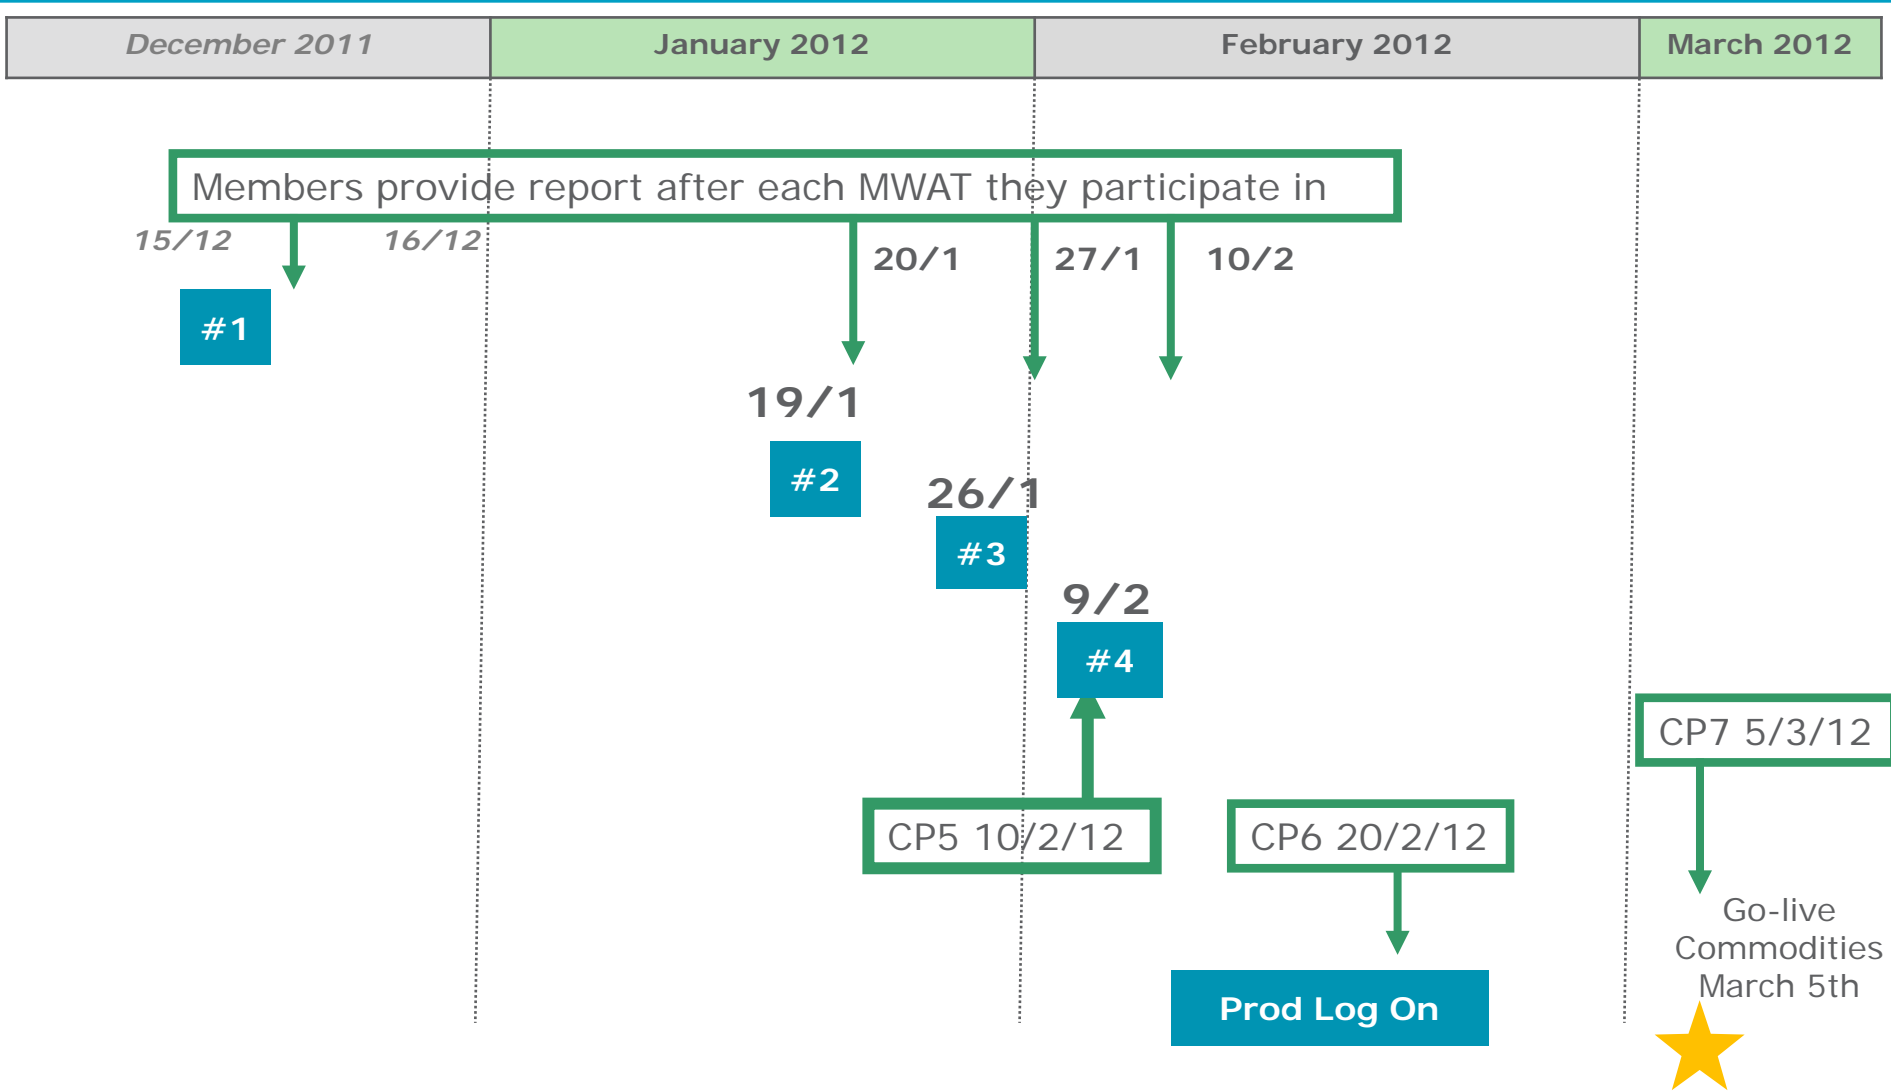 December 2011
January 2012
February 2012
March 2012
Members provide report after each MWAT they participate in
15/12
16/12
20/1
27/1
10/2
#1
19/1
#2
26/1
#3
9/2
#4
CP7 5/3/12
CP5 10/2/12
CP6 20/2/12
Go-live
Commodities
March 5th
Prod Log On